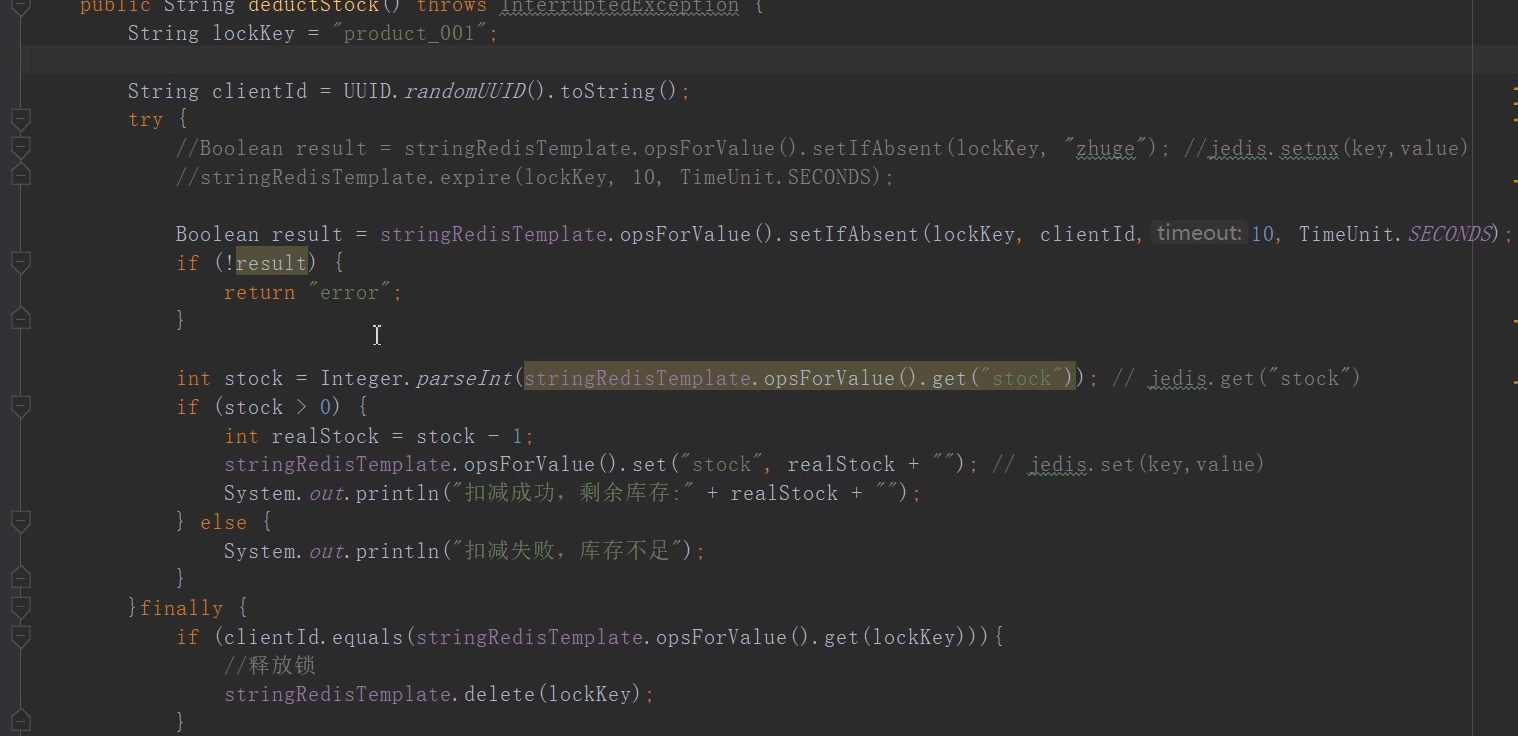 public String deductStock() throws InterruptedException {
String lockKey = "product_001";
String clientId = UUID.randomUUID().toString();
try {
//Boolean result = stringRedisTemplate.opsForValue().setIfAbsent(lockKey, "zhuge"); //jedis.setnx(key,value)
//stringRedisTemplate.expire(lockKey, 10, TimeUnit.SECONDS);
Boolean result = stringRedisTemplate.opsForValue().setIfAbsent(lockKey, clientId, timeout: 10, TimeUnit.SECONDS);
if (!result) {
return "error";
}
int stock = Integer.parseInt(stringRedisTemplate.opsForValue().get("stock")); // jedis.get("stock")
if (stock > 0) {
int realStock = stock - 1;
stringRedisTemplate.opsForValue().set("stock", realStock + ""); // jedis.set(key,value)
System.out.println("扣减成功，剩余库存:" + realStock + "");
} else {
System.out.println("扣减失败，库存不足");
}
}finally {
if (clientId.equals(stringRedisTemplate.opsForValue().get(lockKey))){
//释放锁
stringRedisTemplate.delete(lockKey);
}